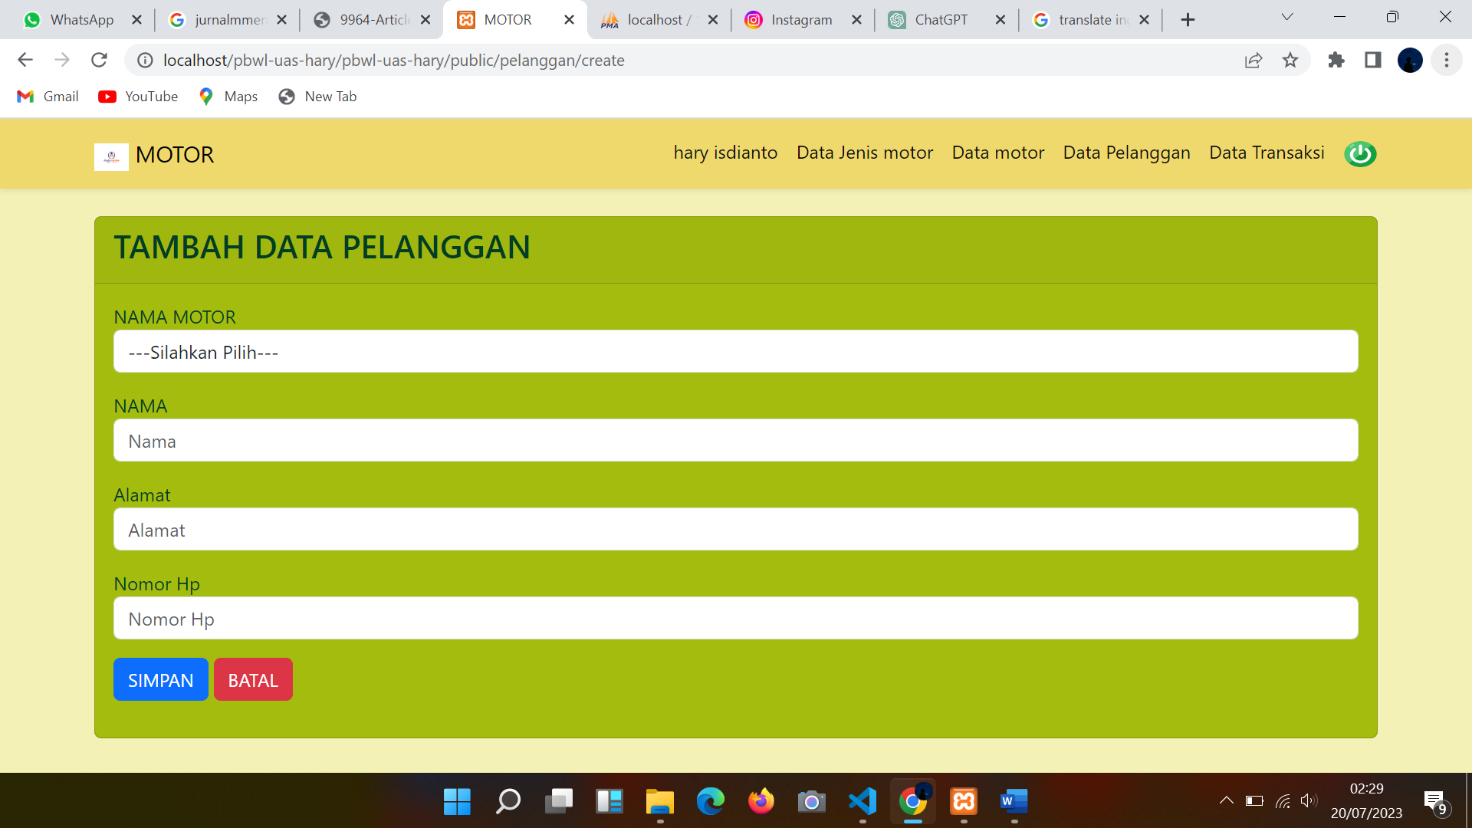 WhatsApp
jurnalmmer
9964-Article
MOTOR
localhost /
Instagram
ChatGPT
translate in
localhost/pbwl-uas-hary/pbwl-uas-hary/public/pelanggan/create
Gmail
YouTube
Maps
New Tab
MOTOR
hary isdianto
Data Jenis motor
Data motor
Data Pelanggan
Data Transaksi
TAMBAH DATA PELANGGAN
NAMA MOTOR
---Silahkan Pilih---
NAMA
Nama
Alamat
Alamat
Nomor Hp
Nomor Hp
SIMPAN
BATAL
02:29
20/07/2023
9